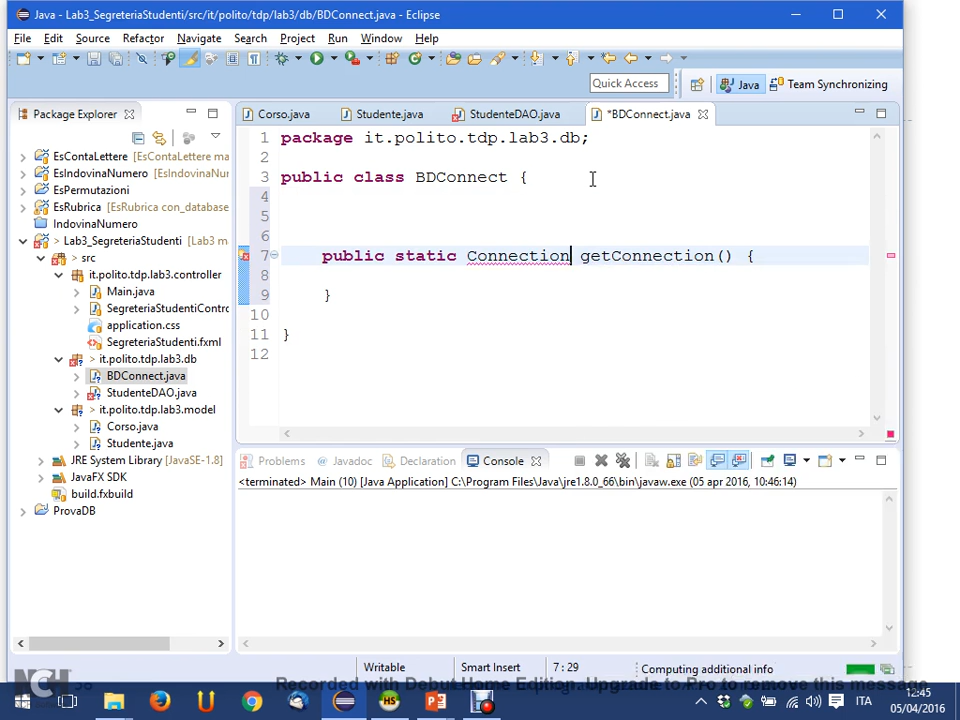 Java - Lab3_SegreteriaStudenti/src/it/polito/tdp/lab3/db/BDConnect.java - Eclipse
File Edit Source Refactor Navigate Search Project Run Window Help
Quick Access Java Team Synchronizing
Package Explorer
Corso.java Studente.java StudenteDAO.java *BDConnect.java
EsContaLettere [EsContaLettere ma
EsIndovinaNumero [EsIndovinaNumero
EsPermutazioni
EsRubrica [EsRubrica con_database
IndovinaNumero
> Lab3_SegreteriaStudenti [Lab3 m
> src
it.polito.tdp.lab3.controller
Main.java
SegreteriaStudentiContro
application.css
SegreteriaStudenti.fxml
> it.polito.tdp.lab3.db
BDConnect.java
StudenteDAO.java
> it.polito.tdp.lab3.model
Corso.java
Studente.java
JRE System Library [JavaSE-1.8]
JavaFX SDK
build.fxbuild
ProvaDB
1 package it.polito.tdp.lab3.db;
2
3 public class BDConnect {
4
5
6
7 public static Connection getConnection() {
8
9 }
10
11 }
12
Problems Javadoc Declaration Console
<terminated> Main (10) [Java Application] C:\Program Files\Java\jre1.8.0_66\bin\javaw.exe (05 apr 2016, 10:46:14)
Writable Smart Insert 7 : 29 Computing additional info
NCH
Recorded with Debut Home Edition. Upgrade to Pro to remove this message
ITA 12:45
05/04/2016